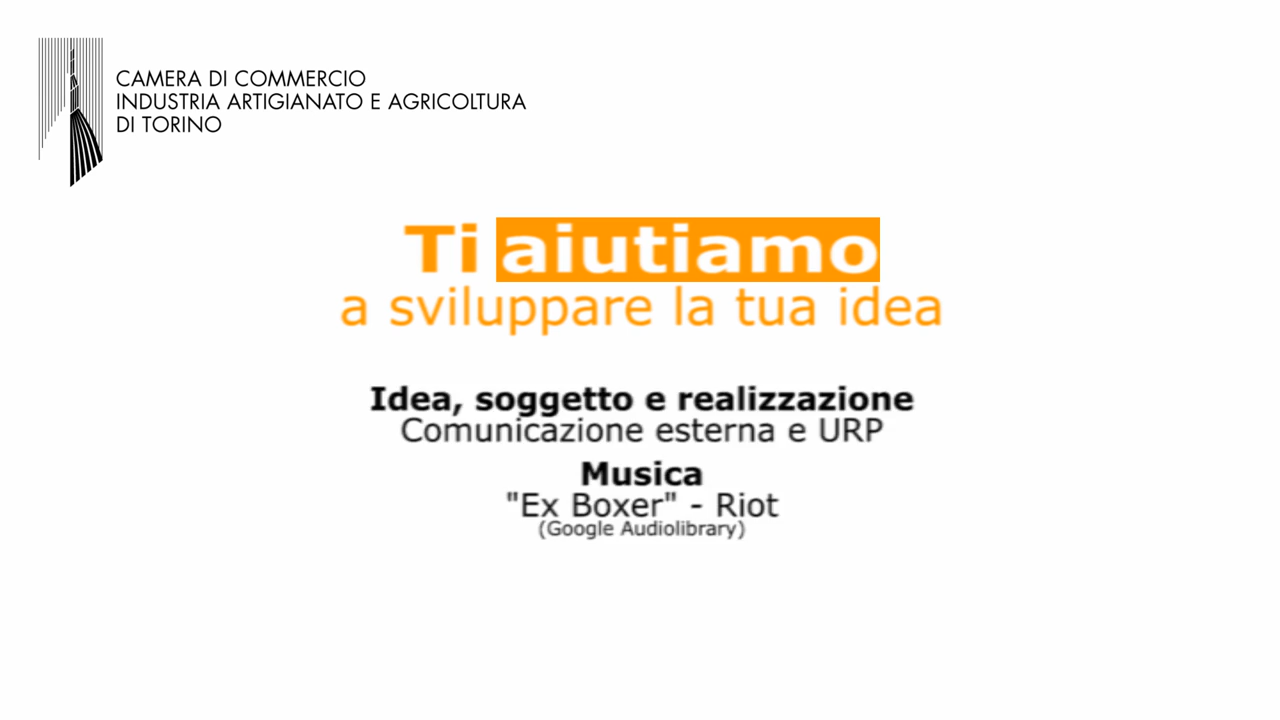 CAMERA DI COMMERCIO
INDUSTRIA ARTIGIANATO E AGRICOLTURA
DI TORINO
Ti aiutiamo
a sviluppare la tua idea
Idea, soggetto e realizzazione
Comunicazione esterna e URP
Musica
"Ex Boxer" - Riot
(Google Audiolibrary)